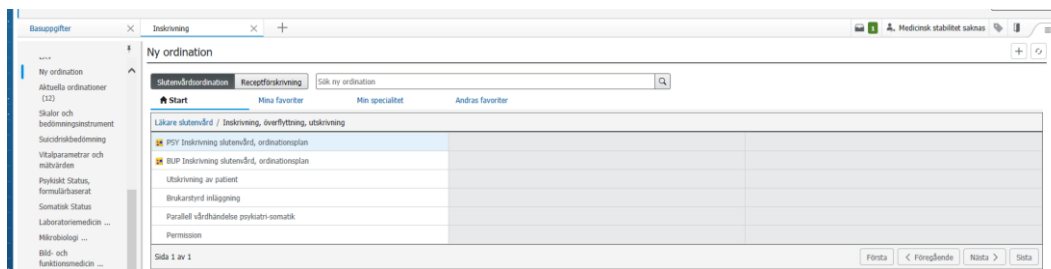 Basuppgifter
Inskrivning
1
Medicinsk stabilitet saknas
Ny ordination
Aktuella ordinationer
(12)
Skalor och
bedömningsinstrument
Suicidriskbedömning
Vitalparametrar och
mätvärden
Psykiskt Status,
formulärbaserat
Somatisk Status
Laboratoriemedicin ...
Mikrobiologi ...
Bild- och
funktionsmedicin ...
Ny ordination
Slutenvårdsordination Receptförskrivning Sök ny ordination
Start Mina favoriter Min specialitet Andras favoriter
Läkare slutenvård / Inskrivning, överflyttning, utskrivning
PSY Inskrivning slutenvård, ordinationsplan
BUP Inskrivning slutenvård, ordinationsplan
Utskrivning av patient
Brukarstyrd inläggning
Parallell vårdhändelse psykiatri-somatik
Permission
Sida 1 av 1
Första < Föregående Nästa > Sista